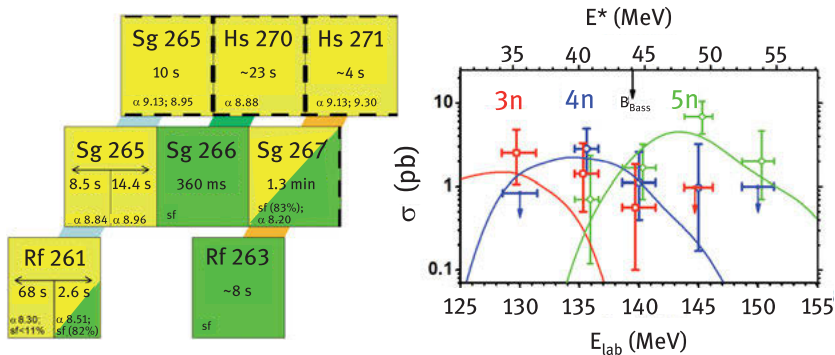 Sg 265
10 s
α 9.13; 8.95
Hs 270
~23 s
α 8.88
Hs 271
~4 s
α 9.13; 9.30
Sg 265
8.5 s 14.4 s
α 8.84 α 8.96
Sg 266
360 ms
sf
Sg 267
1.3 min
sf (83%);
α 8.20
Rf 261
68 s 2.6 s
α 8.30;
sf<11%
α 8.51;
sf (82%)
Rf 263
~8 s
sf
E* (MeV)
35 40 45 50 55
3n 4n B_Bass 5n
σ (pb)
10
1
0.1
125 130 135 140 145 150 155
E_lab (MeV)